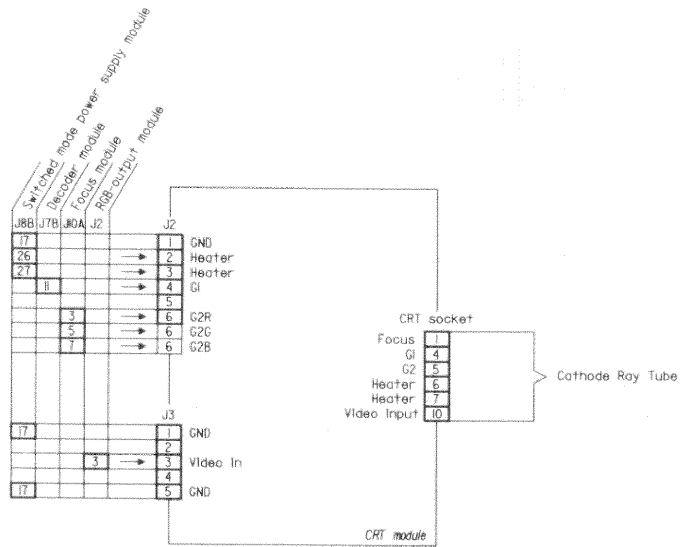 Switched mode power supply module
Decoder module
Focus module
RGB-output module
J8B J7B J10A J2 J2
17 1 GND
26 2 Heater
27 3 Heater
11 4 G1
5
3 6 G2R
5 6 G2G
7 6 G2B
CRT socket
Focus 1
G1 4
G2 5
Heater 6
Heater 7
Video Input 10
Cathode Ray Tube
J3
17 1 GND
2
3 3 Video In
4
17 5 GND
CRT module